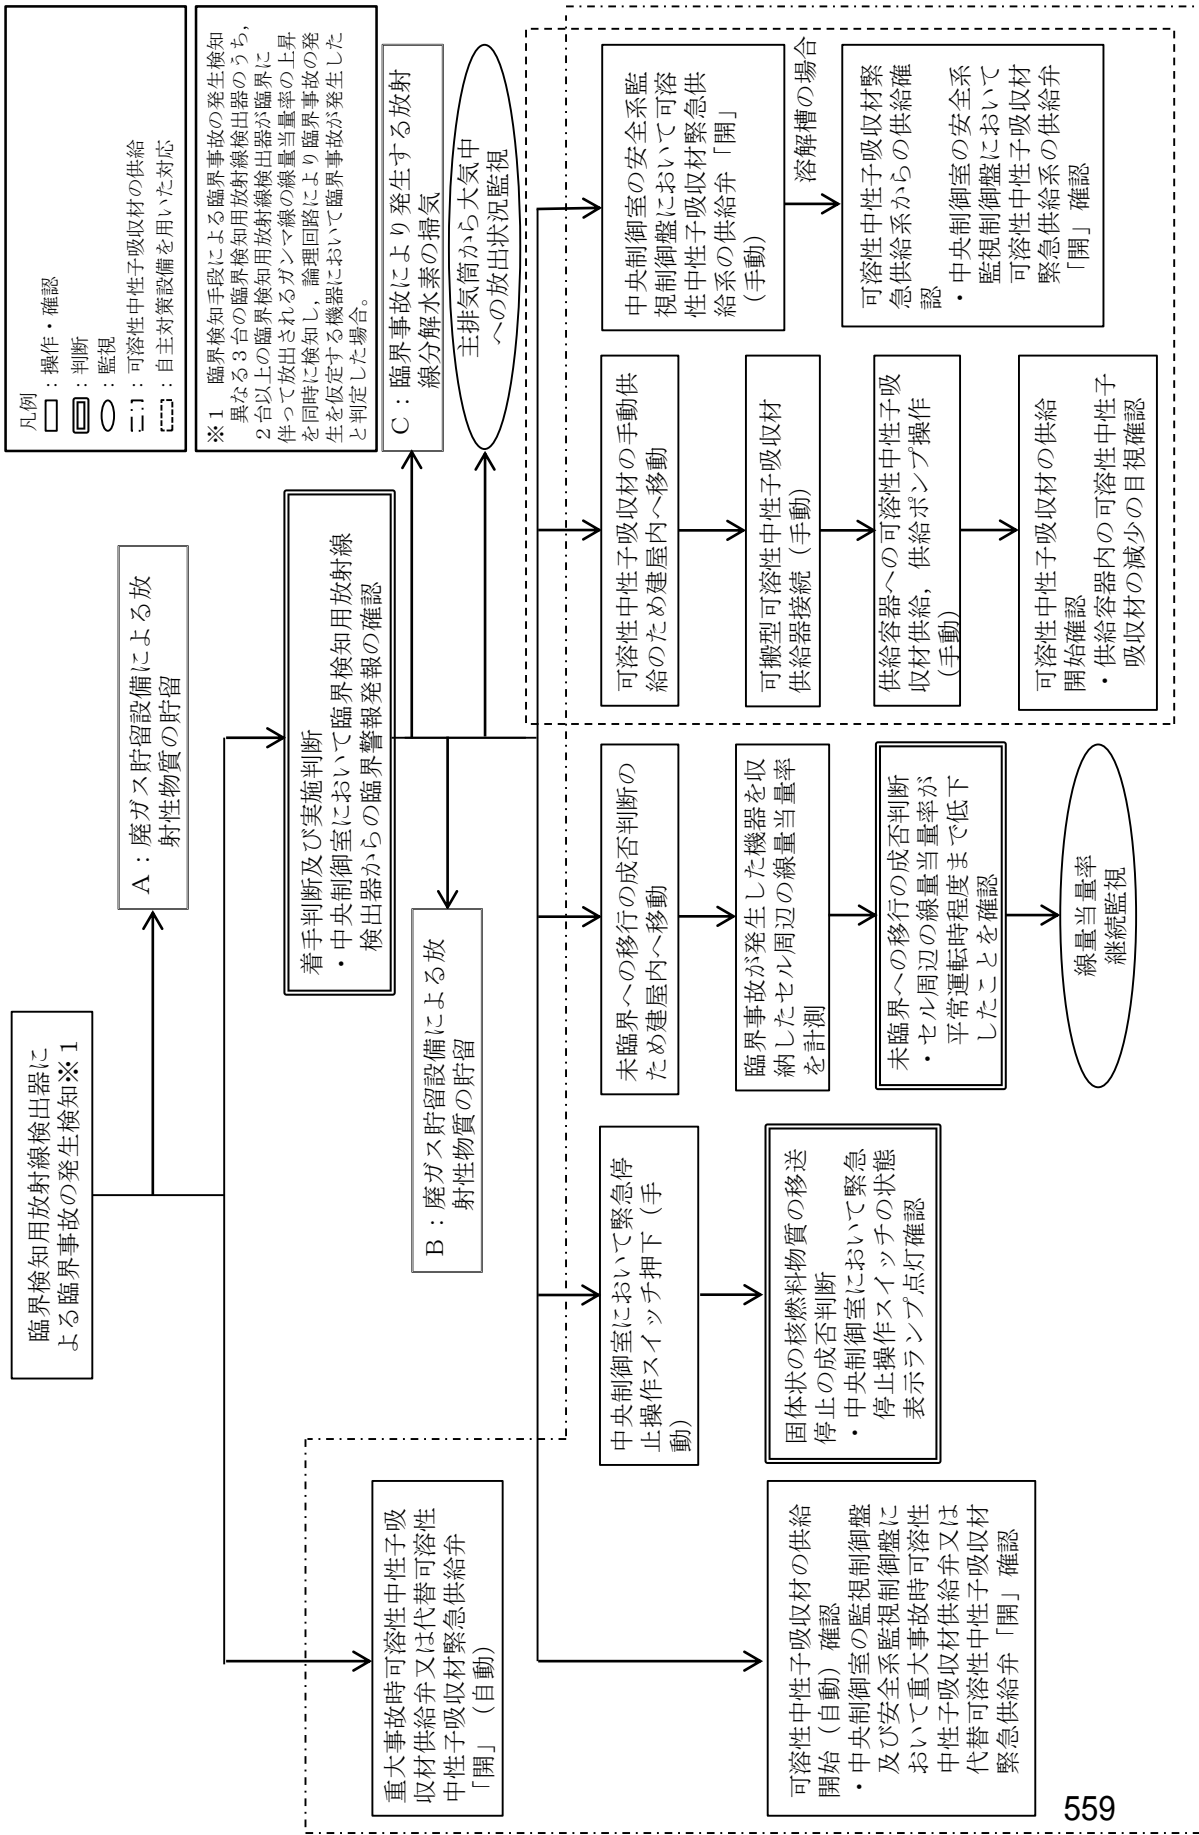 臨界検知用放射線検出器に
よる臨界事故の発生検知※1
A：廃ガス貯留設備による放
射性物質の貯留
凡例
：操作・確認
：判断
：監視
：可溶性中性子吸収材の供給
：自主対策設備を用いた対応
※1　臨界検知手段による臨界事故の発生検知
異なる3台の臨界検知用放射線検出器のうち，
2台以上の臨界検知用放射線検出器が臨界に
伴って放出されるガンマ線の線量当量率の上昇
を同時に検知し，論理回路により臨界事故の発
生を仮定する機器において臨界事故が発生した
と判定した場合。
着手判断及び実施判断
・中央制御室において臨界検知用放射線
検出器からの臨界警報発報の確認
C：臨界事故により発生する放射
線分解水素の掃気
B：廃ガス貯留設備による放
射性物質の貯留
主排気筒から大気中
への放出状況監視
重大事故時可溶性中性子吸
収材供給弁又は代替可溶性
中性子吸収材緊急供給弁
「開」（自動）
可溶性中性子吸収材の供給
開始（自動）確認
・中央制御室の監視制御盤
及び安全系監視制御盤に
おいて重大事故時可溶性
中性子吸収材供給弁又は
代替可溶性中性子吸収材
緊急供給弁「開」確認
中央制御室において緊急停
止操作スイッチ押下（手
動）
固体状の核燃料物質の移送
停止の成否判断
・中央制御室において緊急
停止操作スイッチの状態
表示ランプ点灯確認
未臨界への移行の成否判断の
ため建屋内へ移動
臨界事故が発生した機器を収
納したセル周辺の線量当量率
を計測
未臨界への移行の成否判断
・セル周辺の線量当量率が
平常運転時程度まで低下
したことを確認
線量当量率
継続監視
可溶性中性子吸収材の手動供
給のため建屋内へ移動
可搬型可溶性中性子吸収材
供給器接続（手動）
供給容器への可溶性中性子吸
収材供給，供給ポンプ操作
（手動）
可溶性中性子吸収材の供給
開始確認
・供給容器内の可溶性中性子
吸収材の減少の目視確認
中央制御室の安全系監
視制御盤において可溶
性中性子吸収材緊急供
給系の供給弁「開」
（手動）
溶解槽の場合
可溶性中性子吸収材緊
急供給系からの供給確
認
・中央制御室の安全系
監視制御盤において
可溶性中性子吸収材
緊急供給系の供給弁
「開」確認
559